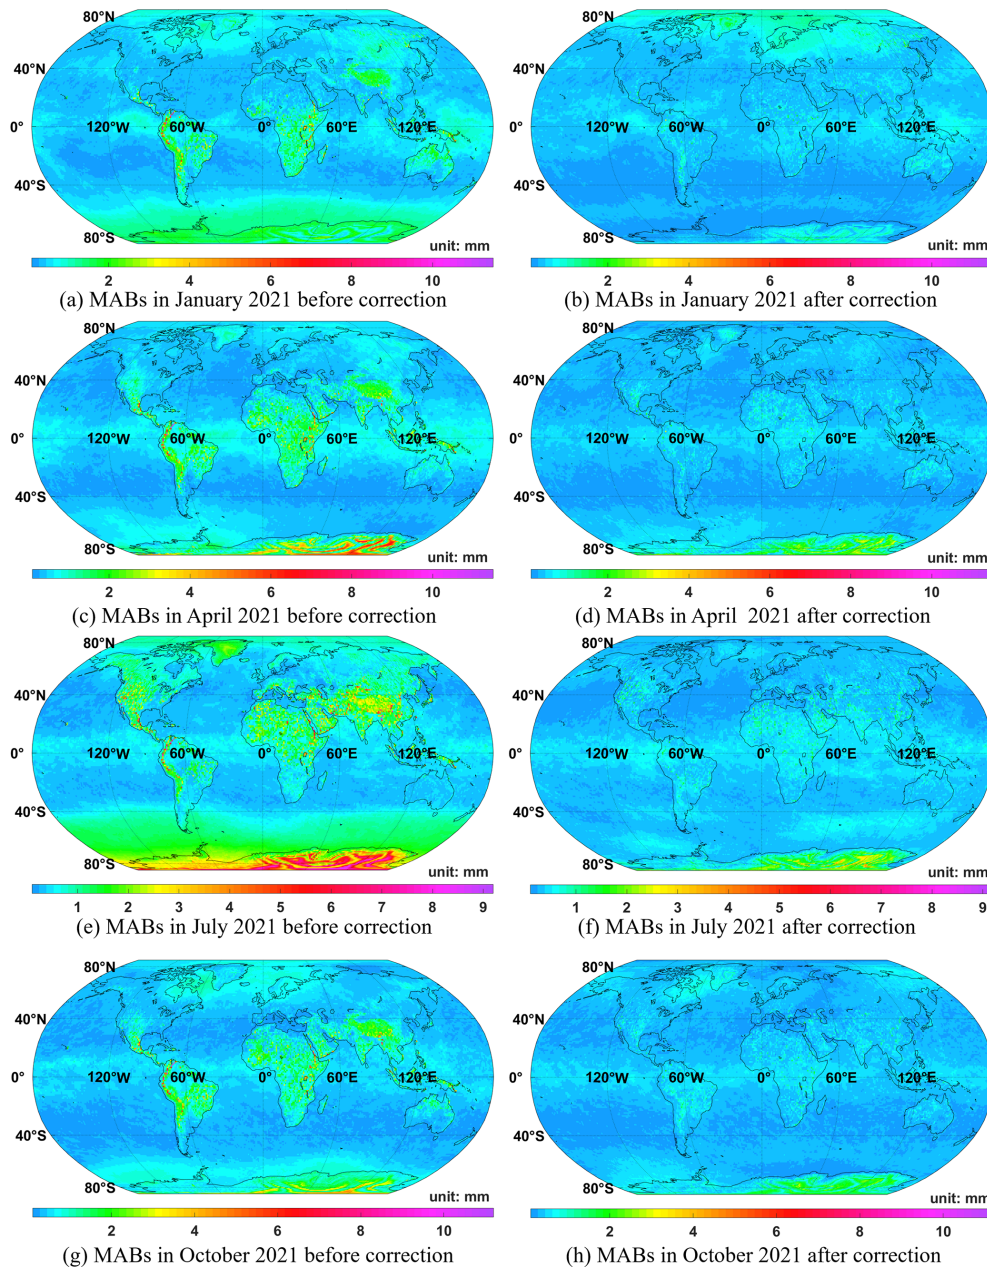 80°N 80°N
40°N 40°N
0° 120°W 60°W 0° 60°E 120°E 0° 120°W 60°W 0° 60°E 120°E
40°S 40°S
80°S unit: mm 80°S unit: mm
2 4 6 8 10 2 4 6 8 10
(a) MABs in January 2021 before correction (b) MABs in January 2021 after correction
80°N 80°N
40°N 40°N
0° 120°W 60°W 0° 60°E 120°E 0° 120°W 60°W 0° 60°E 120°E
40°S 40°S
80°S unit: mm 80°S unit: mm
2 4 6 8 10 2 4 6 8 10
(c) MABs in April 2021 before correction (d) MABs in April 2021 after correction
80°N 80°N
40°N 40°N
0° 120°W 60°W 0° 60°E 120°E 0° 120°W 60°W 0° 60°E 120°E
40°S 40°S
80°S unit: mm 80°S unit: mm
1 2 3 4 5 6 7 8 9 1 2 3 4 5 6 7 8 9
(e) MABs in July 2021 before correction (f) MABs in July 2021 after correction
80°N 80°N
40°N 40°N
0° 120°W 60°W 0° 60°E 120°E 0° 120°W 60°W 0° 60°E 120°E
40°S 40°S
80°S unit: mm 80°S unit: mm
2 4 6 8 10 2 4 6 8 10
(g) MABs in October 2021 before correction (h) MABs in October 2021 after correction